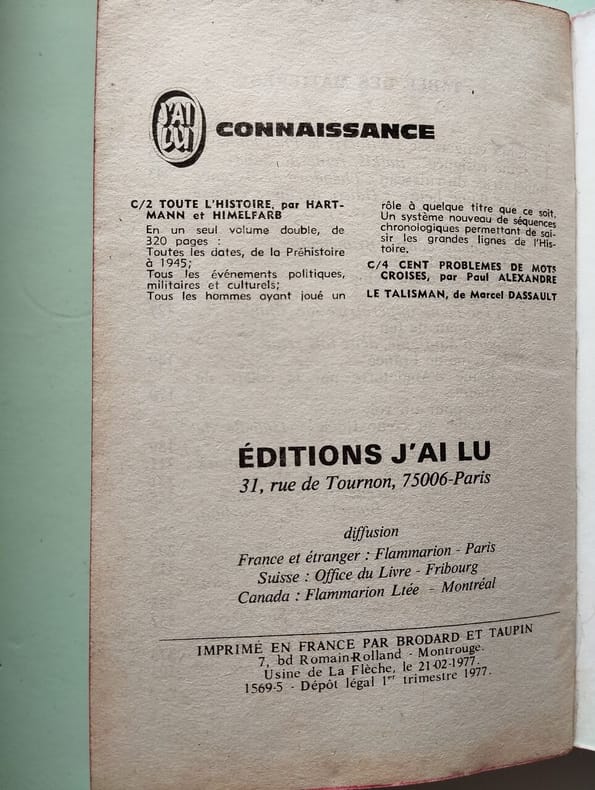 J'AI
LUI
CONNAISSANCE
C/2 TOUTE L'HISTOIRE, par HART-
MANN et HIMELFARB
En un seul volume double, de
320 pages :
Toutes les dates, de la Préhistoire
à 1945;
Tous les événements politiques,
militaires et culturels;
Tous les hommes ayant joué un
rôle à quelque titre que ce soit.
Un système nouveau de séquences
chronologiques permettant de sai-
sir les grandes lignes de l'His-
toire.
C/4 CENT PROBLEMES DE MOTS
CROISES, par Paul ALEXANDRE
LE TALISMAN, de Marcel DASSAULT
ÉDITIONS J'AI LU
31, rue de Tournon, 75006-Paris
diffusion
France et étranger : Flammarion - Paris
Suisse : Office du Livre - Fribourg
Canada : Flammarion Ltée - Montréal
IMPRIMÉ EN FRANCE PAR BRODARD ET TAUPIN
7, bd Romain-Rolland - Montrouge.
Usine de La Flèche, le 21-02-1977.
1569-5 - Dépôt légal 1er trimestre 1977.